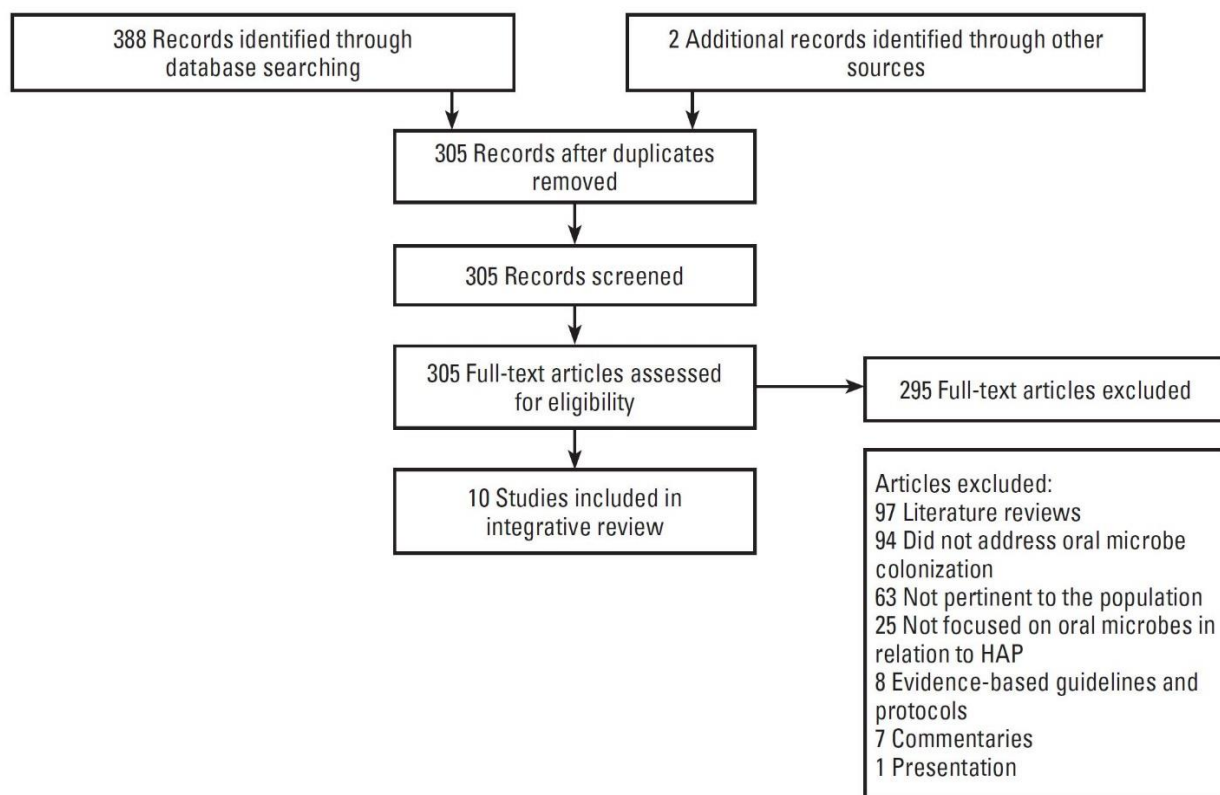 388 Records identified through
database searching
2 Additional records identified through other
sources
305 Records after duplicates
removed
305 Records screened
305 Full-text articles assessed
for eligibility
295 Full-text articles excluded
10 Studies included in
integrative review
Articles excluded:
97 Literature reviews
94 Did not address oral microbe
colonization
63 Not pertinent to the population
25 Not focused on oral microbes in
relation to HAP
8 Evidence-based guidelines and
protocols
7 Commentaries
1 Presentation